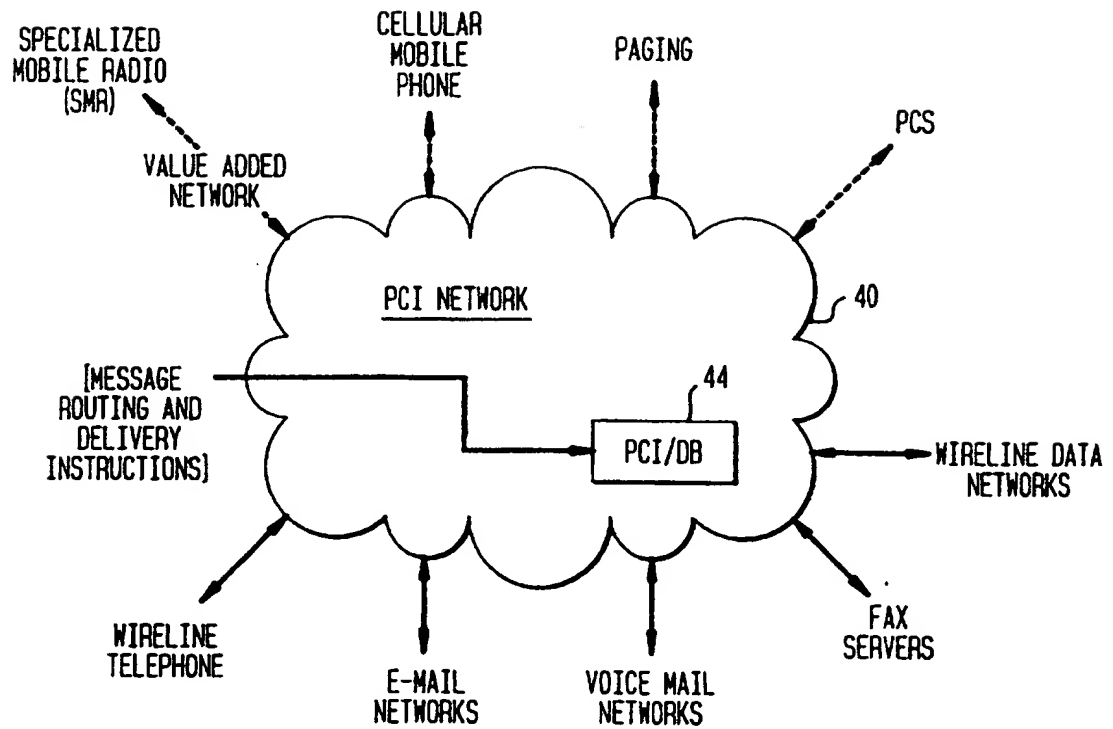 SPECIALIZED
MOBILE RADIO
(SMR)
CELLULAR
MOBILE
PHONE
PAGING
PCS
VALUE ADDED
NETWORK
PCI NETWORK
40
[MESSAGE
ROUTING AND
DELIVERY
INSTRUCTIONS]
44
PCI/DB
WIRELINE DATA
NETWORKS
WIRELINE
TELEPHONE
E-MAIL
NETWORKS
VOICE MAIL
NETWORKS
FAX
SERVERS